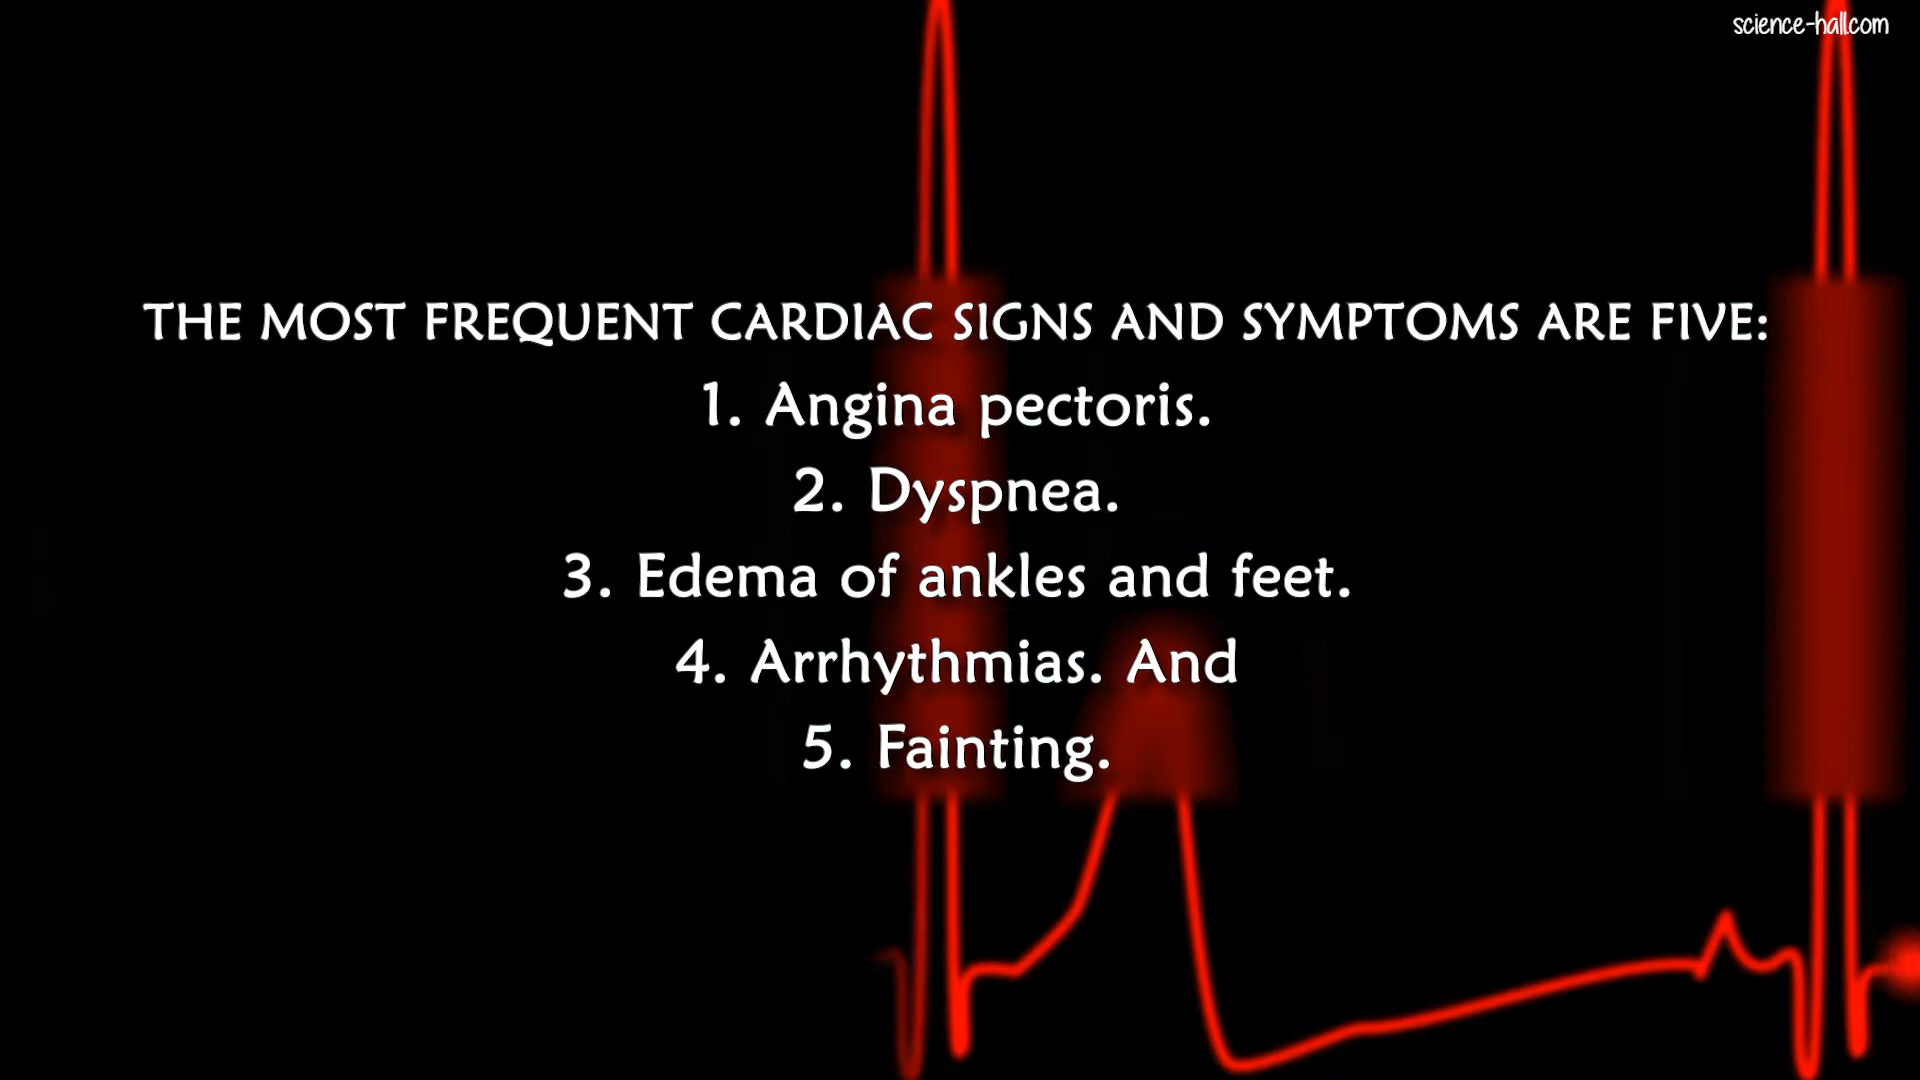 science-hall.com
THE MOST FREQUENT CARDIAC SIGNS AND SYMPTOMS ARE FIVE:
1. Angina pectoris.
2. Dyspnea.
3. Edema of ankles and feet.
4. Arrhythmias. And
5. Fainting.